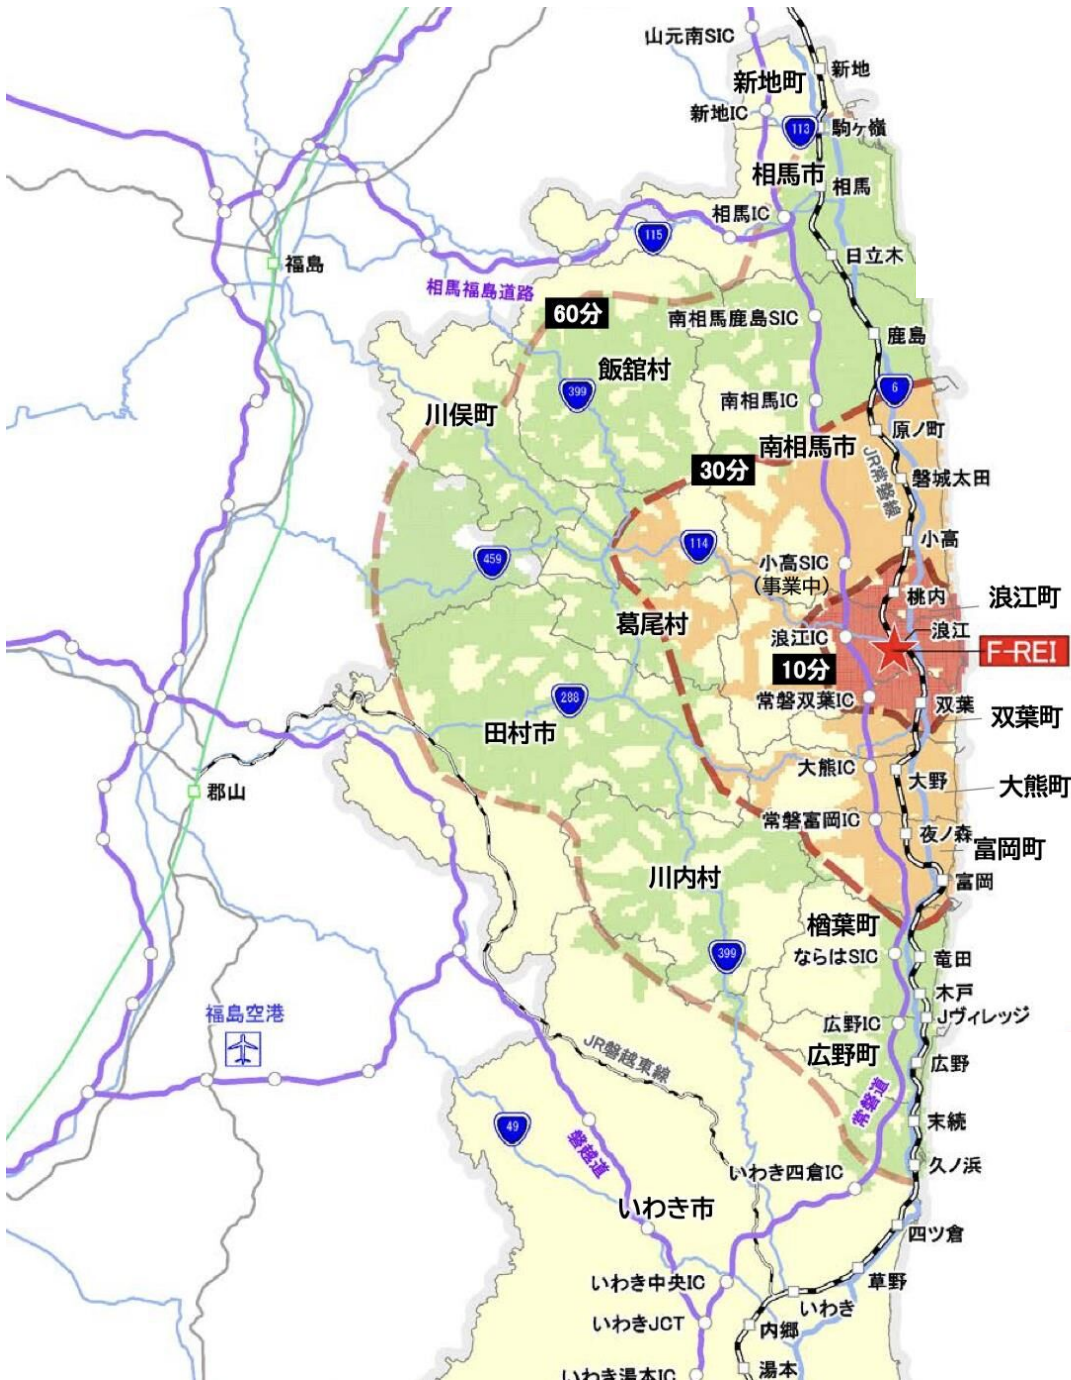 山元南SIC
新地
新地町
新地IC
113
駒ヶ嶺
相馬市
相馬
相馬IC
115
日立木
福島
相馬福島道路
60分
南相馬鹿島SIC
鹿島
飯舘村
399
6
川俣町
南相馬IC
原ノ町
南相馬市
JR常磐線
30分
磐城太田
114
小高
459
小高SIC
(事業中)
桃内
浪江町
葛尾村
浪江IC
浪江
F-REI
10分
288
常磐双葉IC
双葉
双葉町
田村市
大熊IC
大野
大熊町
郡山
常磐富岡IC
夜ノ森
富岡町
川内村
富岡
楢葉町
399
ならはSIC
竜田
木戸
福島空港
広野IC
Jヴィレッジ
JR磐越東線
広野町
広野
常磐道
49
末続
磐越道
いわき四倉IC
久ノ浜
いわき市
四ツ倉
いわき中央IC
草野
いわき
いわきJCT
内郷
いわき湯本IC
湯本